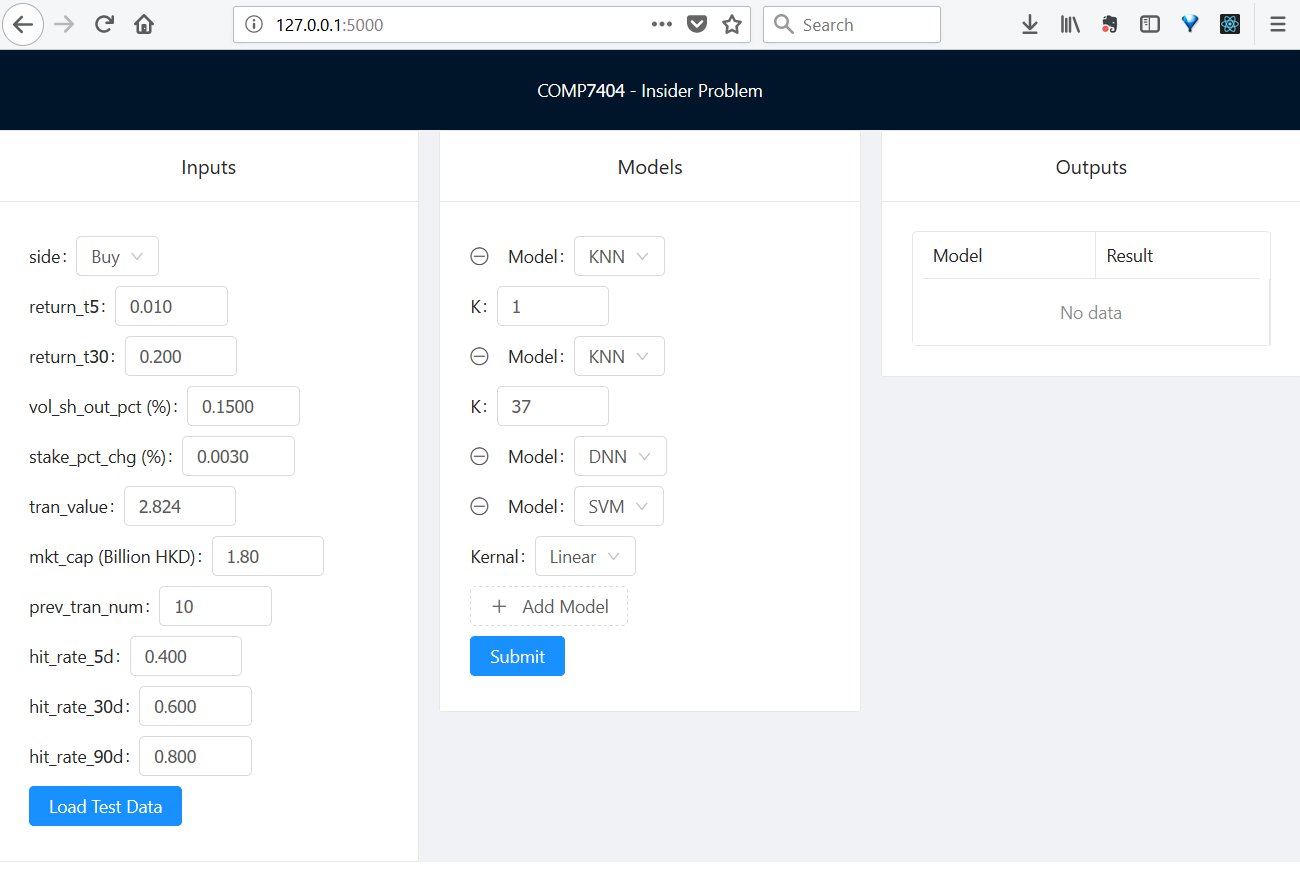 127.0.0.1:5000
Search
COMP7404 - Insider Problem
Inputs
side: Buy
return_t5: 0.010
return_t30: 0.200
vol_sh_out_pct (%): 0.1500
stake_pct_chg (%): 0.0030
tran_value: 2.824
mkt_cap (Billion HKD): 1.80
prev_tran_num: 10
hit_rate_5d: 0.400
hit_rate_30d: 0.600
hit_rate_90d: 0.800
Load Test Data
Models
Model: KNN
K: 1
Model: KNN
K: 37
Model: DNN
Model: SVM
Kernal: Linear
+ Add Model
Submit
Outputs
Model Result
No data